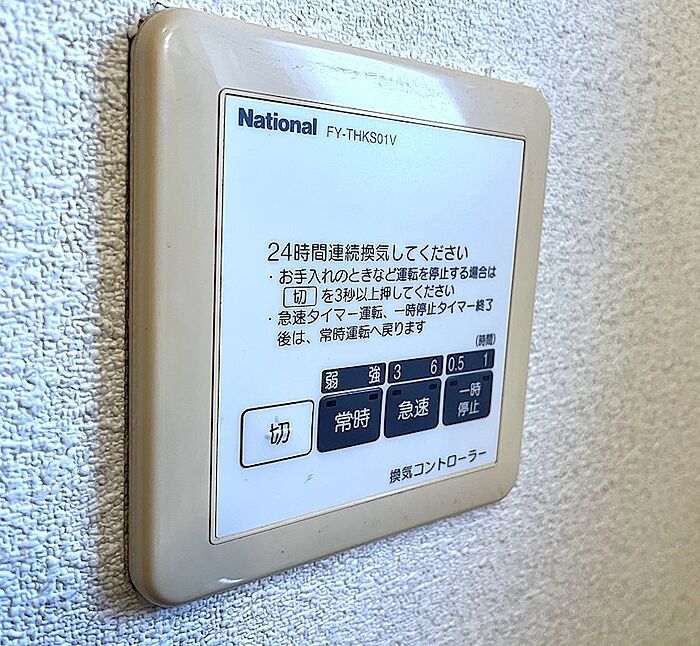 National FY-THKS01V
24時間連続換気してください
・お手入れのときなど運転を停止する場合は
切 を3秒以上押してください
・急速タイマー運転、一時停止タイマー終了
後は、常時運転へ戻ります
(時間)
弱 強 3 6 0.5 1
切 常時 急速 一時
停止
換気コントローラー